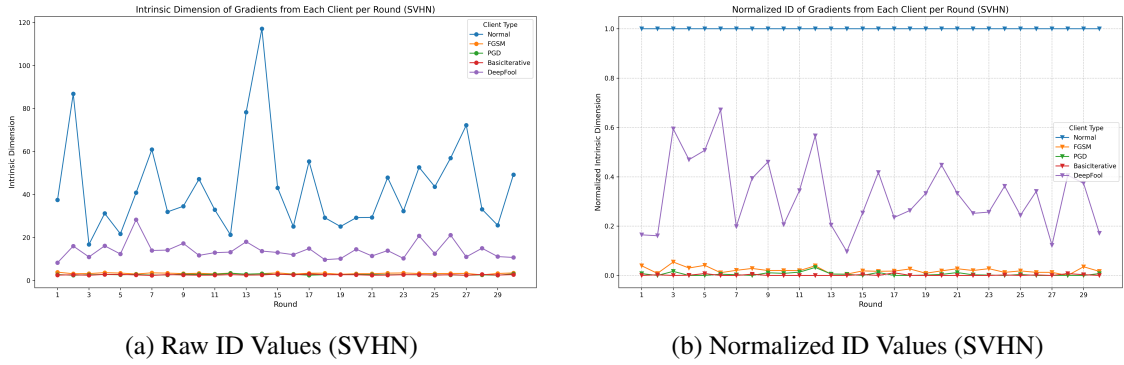 Intrinsic Dimension of Gradients from Each Client per Round (SVHN)
120
100
80
60
40
20
0
Intrinsic Dimension
Client Type
Normal
FGSM
PGD
BasicIterative
DeepFool
1 3 5 7 9 11 13 15 17 19 21 23 25 27 29
Round
(a) Raw ID Values (SVHN)
Normalized ID of Gradients from Each Client per Round (SVHN)
1.0
0.8
0.6
0.4
0.2
0.0
Normalized Intrinsic Dimension
Client Type
Normal
FGSM
PGD
BasicIterative
DeepFool
1 3 5 7 9 11 13 15 17 19 21 23 25 27 29
Round
(b) Normalized ID Values (SVHN)